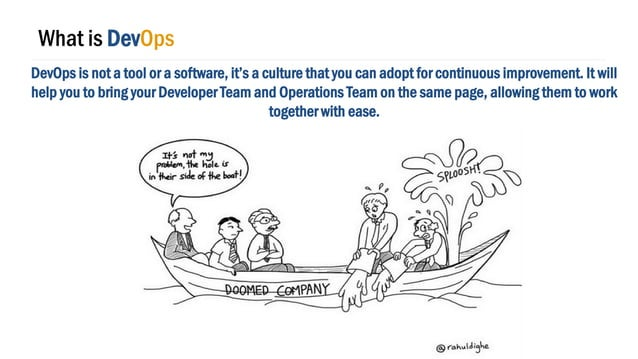 What is DevOps
DevOps is not a tool or a software, it's a culture that you can adopt for continuous improvement. It will
help you to bring your Developer Team and Operations Team on the same page, allowing them to work
together with ease.
It's not my
problem, the hole is
in their side of the boat!
SPLOOSH!
DOOMED COMPANY
@rahuldighe